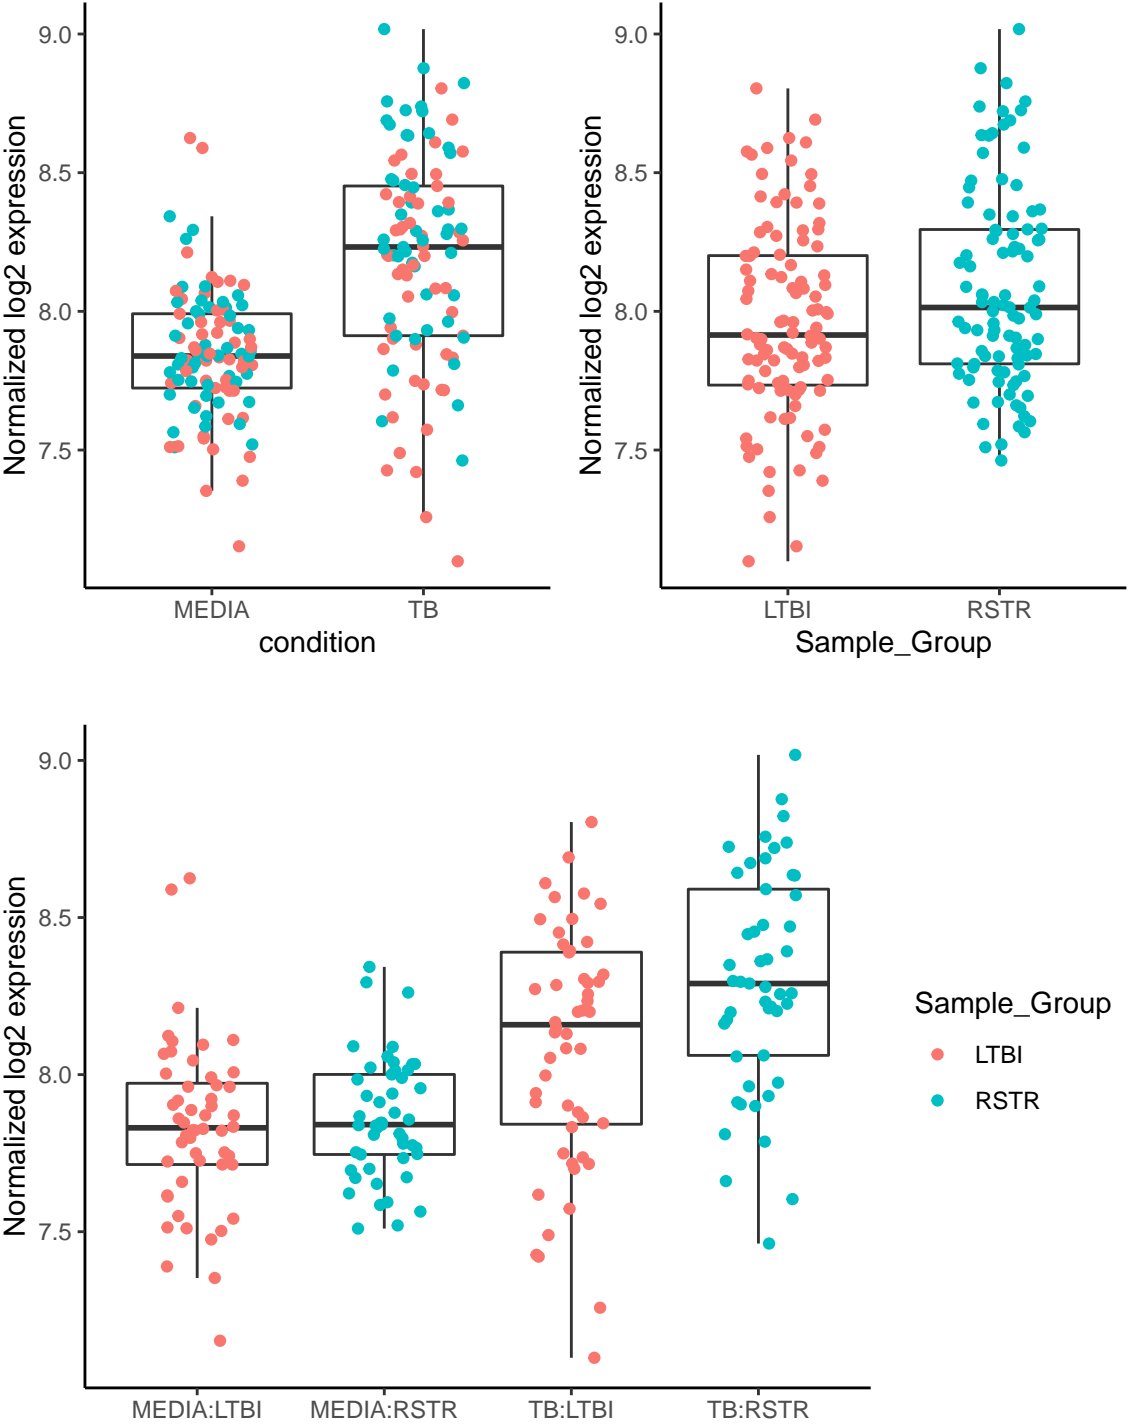 Normalized log2 expression
9.0
8.5
8.0
7.5
MEDIA
TB
condition
Normalized log2 expression
9.0
8.5
8.0
7.5
LTBI
RSTR
Sample_Group
Normalized log2 expression
9.0
8.5
8.0
7.5
MEDIA:LTBI
MEDIA:RSTR
TB:LTBI
TB:RSTR
Sample_Group
LTBI
RSTR